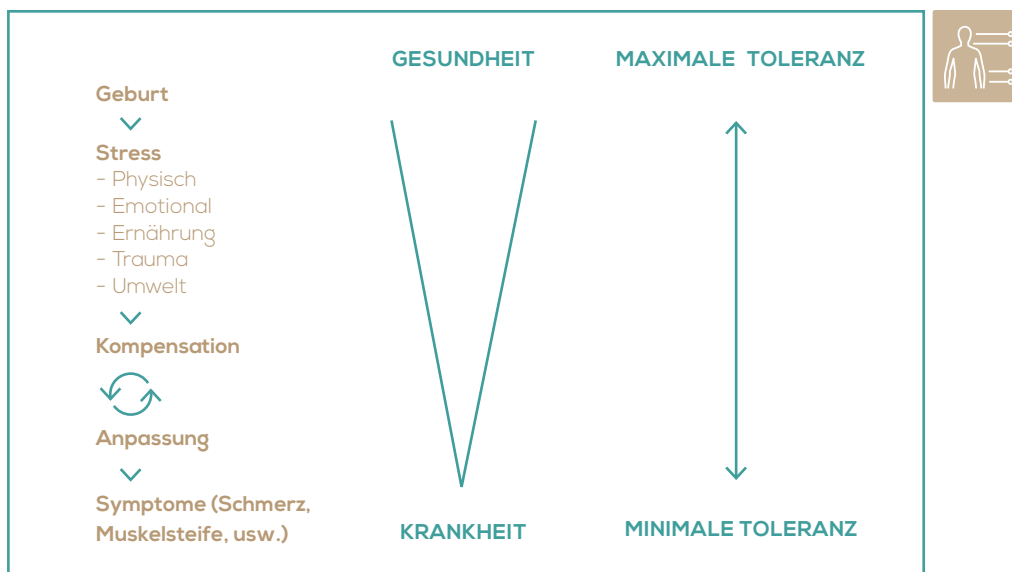 GESUNDHEIT
MAXIMALE TOLERANZ
Geburt
Stress
- Physisch
- Emotional
- Ernährung
- Trauma
- Umwelt
Kompensation
Anpassung
Symptome (Schmerz,
Muskelsteife, usw.)
KRANKHEIT
MINIMALE TOLERANZ